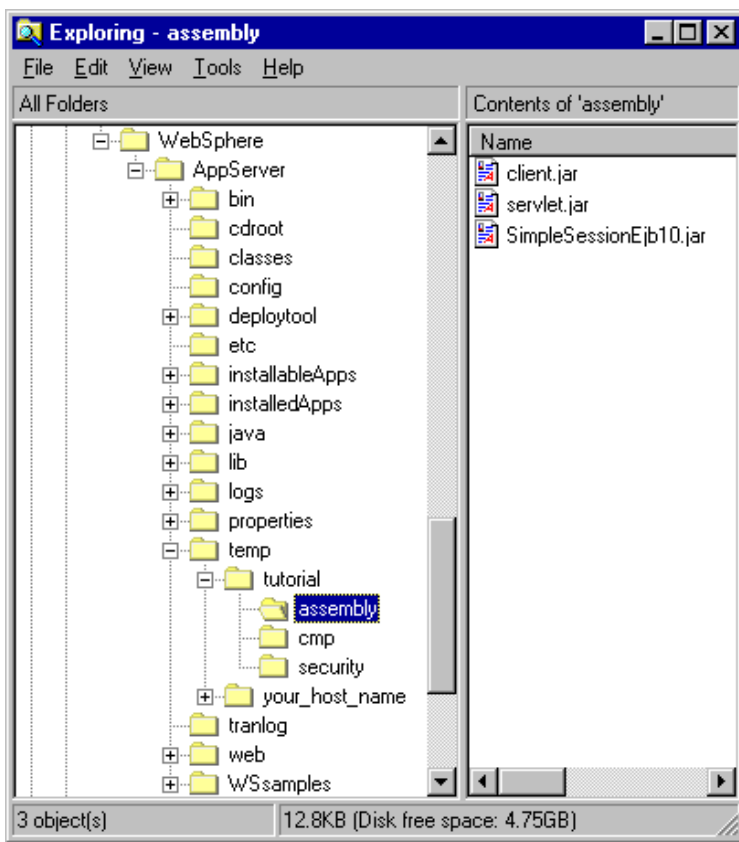 Exploring - assembly
File Edit View Tools Help
All Folders
Contents of 'assembly'
WebSphere
AppServer
bin
cdroot
classes
config
deploytool
etc
installableApps
installedApps
java
lib
logs
properties
temp
tutorial
assembly
cmp
security
your_host_name
tranlog
web
WSsamples
Name
client.jar
servlet.jar
SimpleSessionEjb10.jar
3 object(s)
12.8KB (Disk free space: 4.75GB)